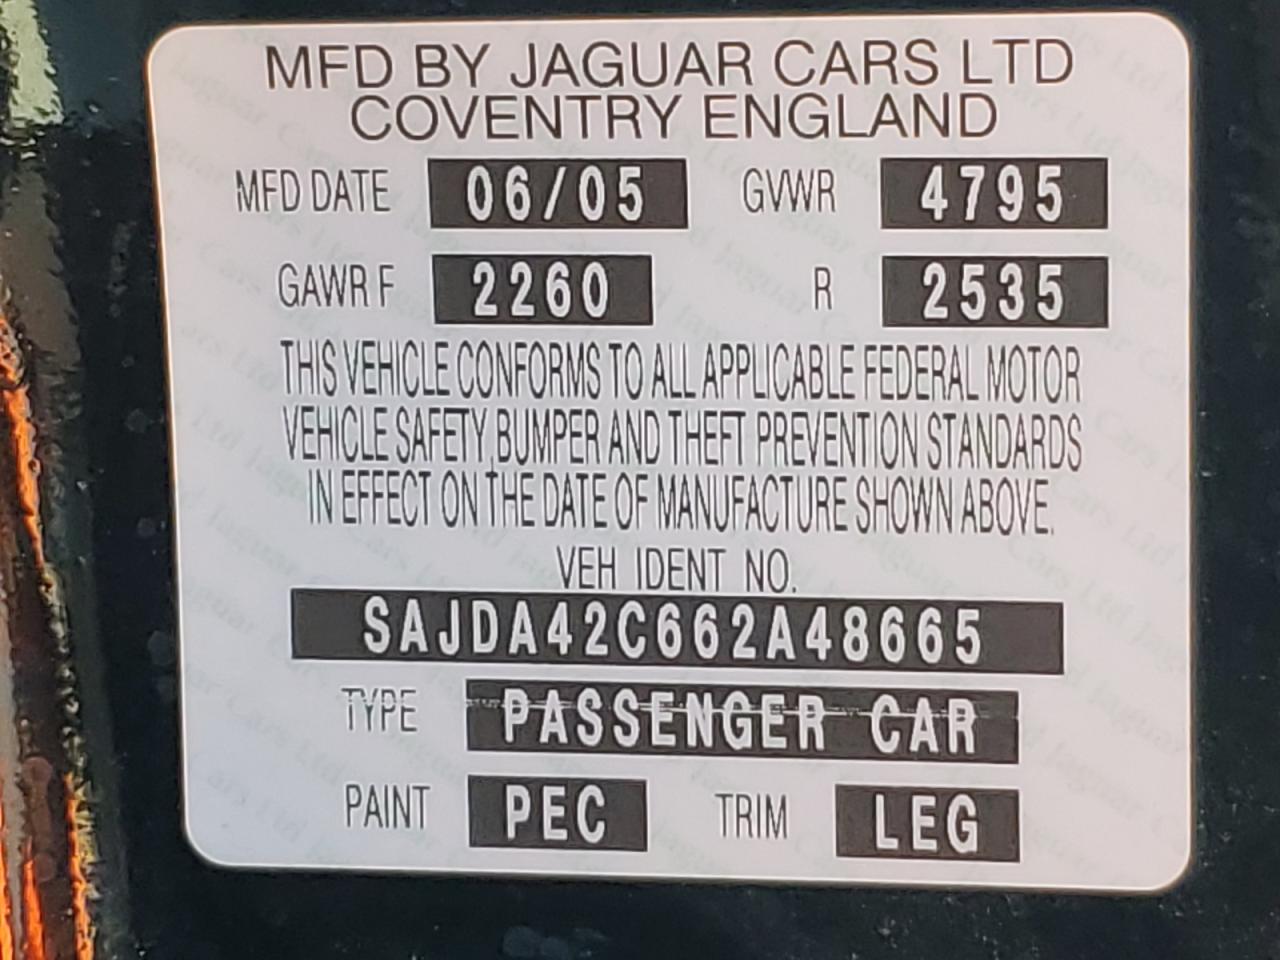 MFD BY JAGUAR CARS LTD
COVENTRY ENGLAND
MFD DATE 06/05 GVWR 4795
GAWR F 2260 R 2535
THIS VEHICLE CONFORMS TO ALL APPLICABLE FEDERAL MOTOR
VEHICLE SAFETY, BUMPER AND THEFT PREVENTION STANDARDS
IN EFFECT ON THE DATE OF MANUFACTURE SHOWN ABOVE.
VEH IDENT NO.
SAJDA42C662A48665
TYPE PASSENGER CAR
PAINT PEC TRIM LEG